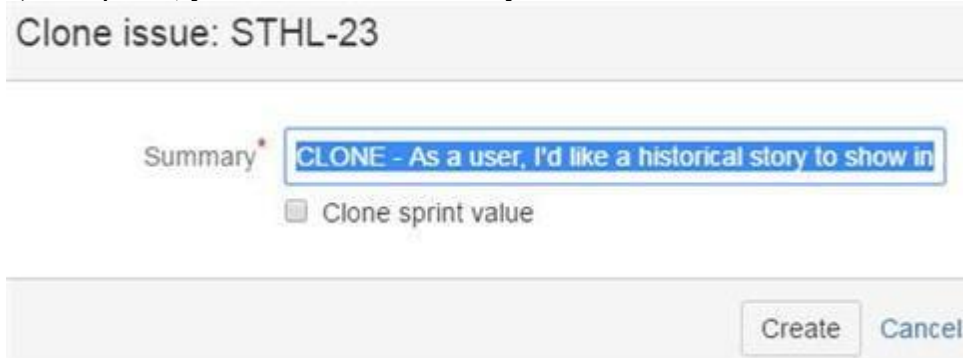 Clone issue: STHL-23
Summary*
CLONE - As a user, I'd like a historical story to show in
Clone sprint value
Create Cancel